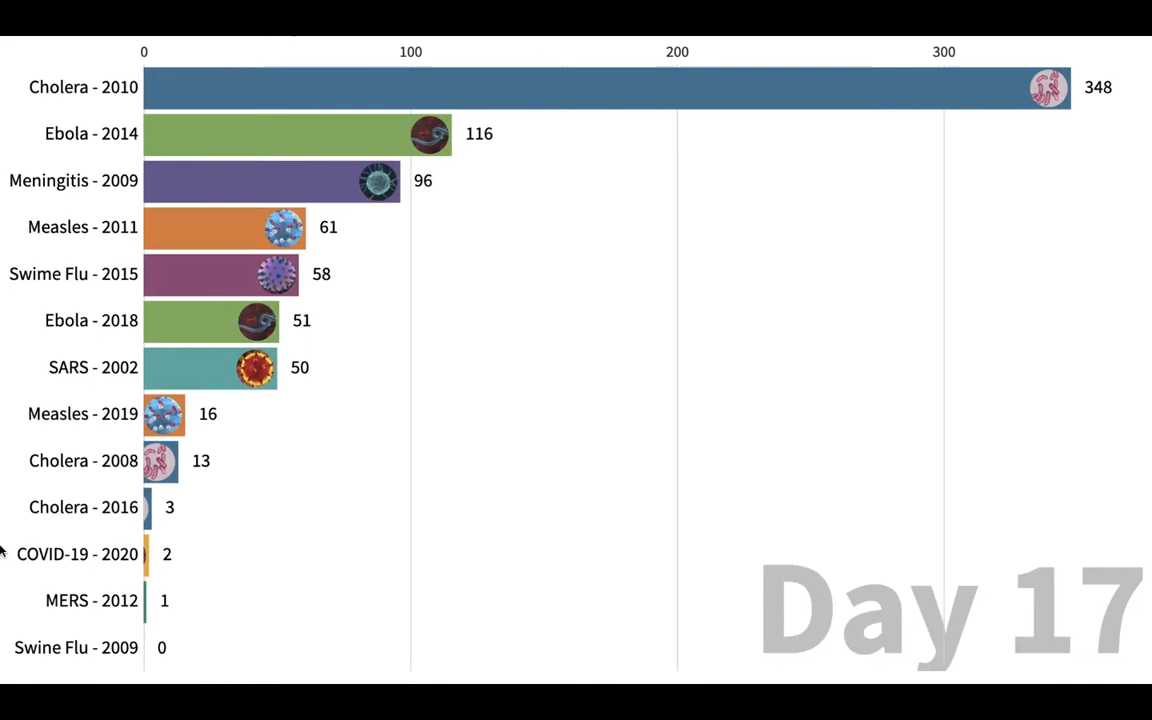 0 100 200 300
Cholera - 2010 348
Ebola - 2014 116
Meningitis - 2009 96
Measles - 2011 61
Swime Flu - 2015 58
Ebola - 2018 51
SARS - 2002 50
Measles - 2019 16
Cholera - 2008 13
Cholera - 2016 3
COVID-19 - 2020 2
MERS - 2012 1
Swine Flu - 2009 0
Day 17